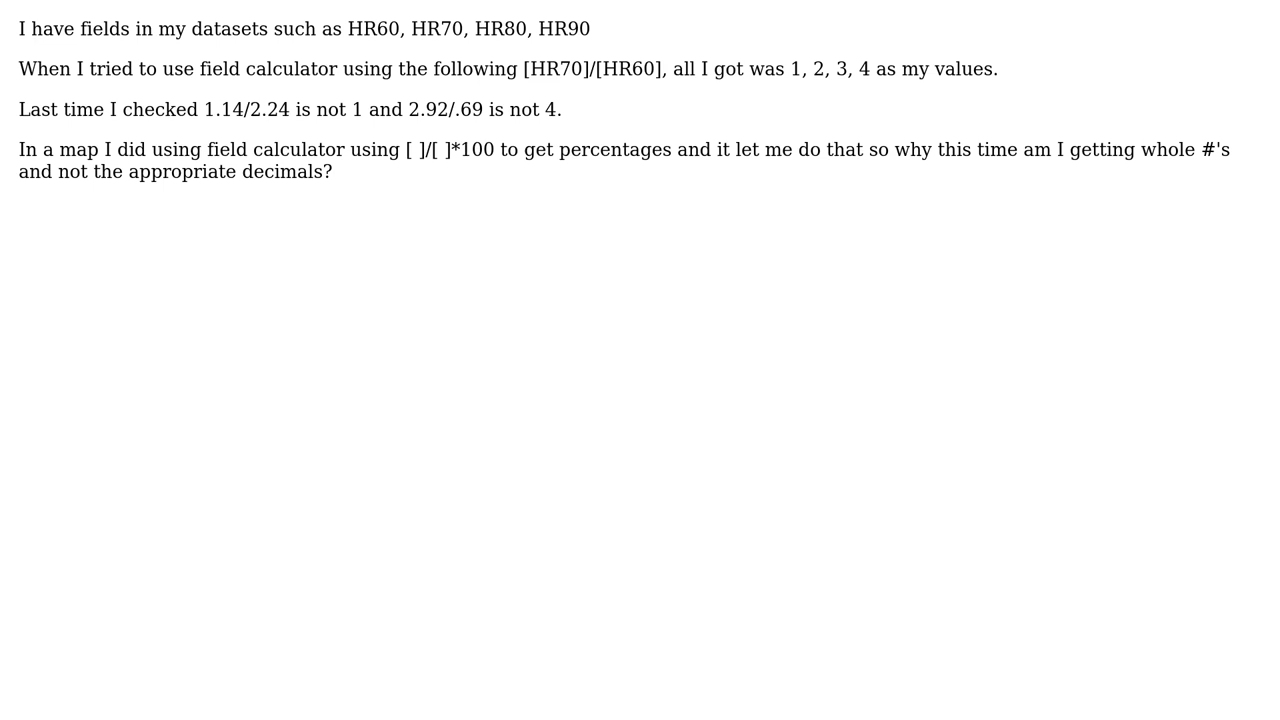 I have fields in my datasets such as HR60, HR70, HR80, HR90
When I tried to use field calculator using the following [HR70]/[HR60], all I got was 1, 2, 3, 4 as my values.
Last time I checked 1.14/2.24 is not 1 and 2.92/.69 is not 4.
In a map I did using field calculator using [ ]/[ ]*100 to get percentages and it let me do that so why this time am I getting whole #'s
and not the appropriate decimals?